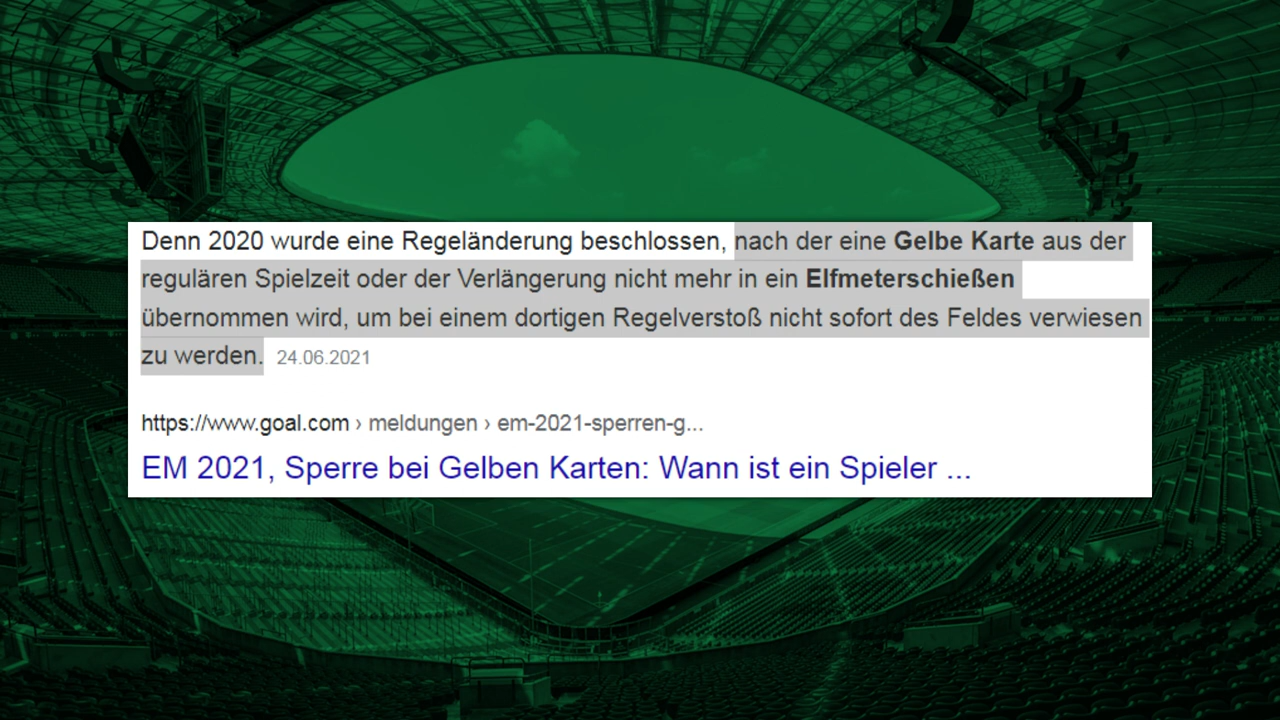 Denn 2020 wurde eine Regeländerung beschlossen, nach der eine Gelbe Karte aus der
regulären Spielzeit oder der Verlängerung nicht mehr in ein Elfmeterschießen
übernommen wird, um bei einem dortigen Regelverstoß nicht sofort des Feldes verwiesen
zu werden. 24.06.2021
https://www.goal.com › meldungen › em-2021-sperren-g...
EM 2021, Sperre bei Gelben Karten: Wann ist ein Spieler ...